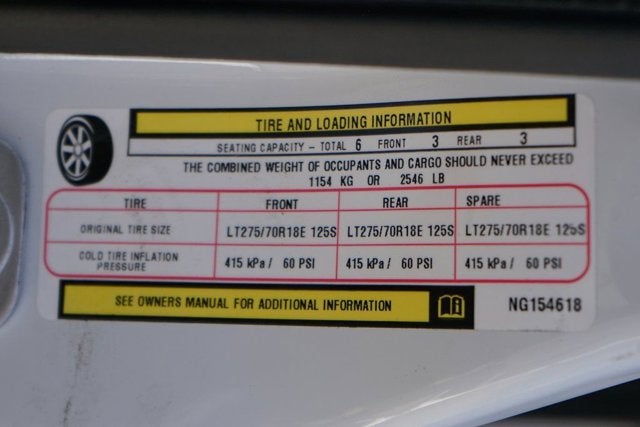 TIRE AND LOADING INFORMATION
SEATING CAPACITY - TOTAL 6 FRONT 3 REAR 3
THE COMBINED WEIGHT OF OCCUPANTS AND CARGO SHOULD NEVER EXCEED
1154 KG OR 2546 LB
TIRE FRONT REAR SPARE
ORIGINAL TIRE SIZE LT275/70R18E 125S LT275/70R18E 125S LT275/70R18E 125S
COLD TIRE INFLATION PRESSURE 415 kPa / 60 PSI 415 kPa / 60 PSI 415 kPa / 60 PSI
SEE OWNERS MANUAL FOR ADDITIONAL INFORMATION
NG154618